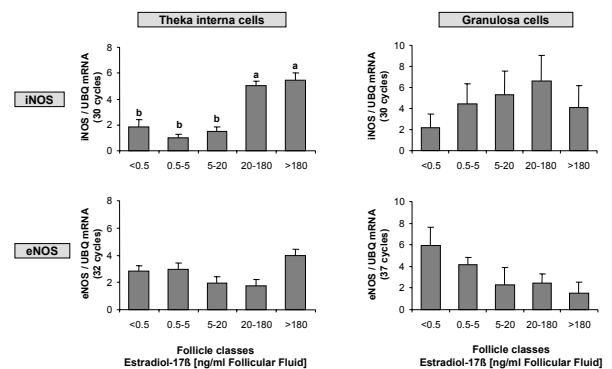 Theka interna cells
Granulosa cells
iNOS
iNOS / UBQ mRNA
(30 cycles)
8
6
4
2
0
b
b
b
a
a
<0.5
0.5-5
5-20
20-180
>180
iNOS / UBQ mRNA
(30 cycles)
10
8
6
4
2
0
<0.5
0.5-5
5-20
20-180
>180
eNOS
eNOS / UBQ mRNA
(32 cycles)
8
6
4
2
0
<0.5
0.5-5
5-20
20-180
>180
Follicle classes
Estradiol-17ß [ng/ml Follicular Fluid]
eNOS / UBQ mRNA
(37 cycles)
10
8
6
4
2
0
<0.5
0.5-5
5-20
20-180
>180
Follicle classes
Estradiol-17ß [ng/ml Follicular Fluid]